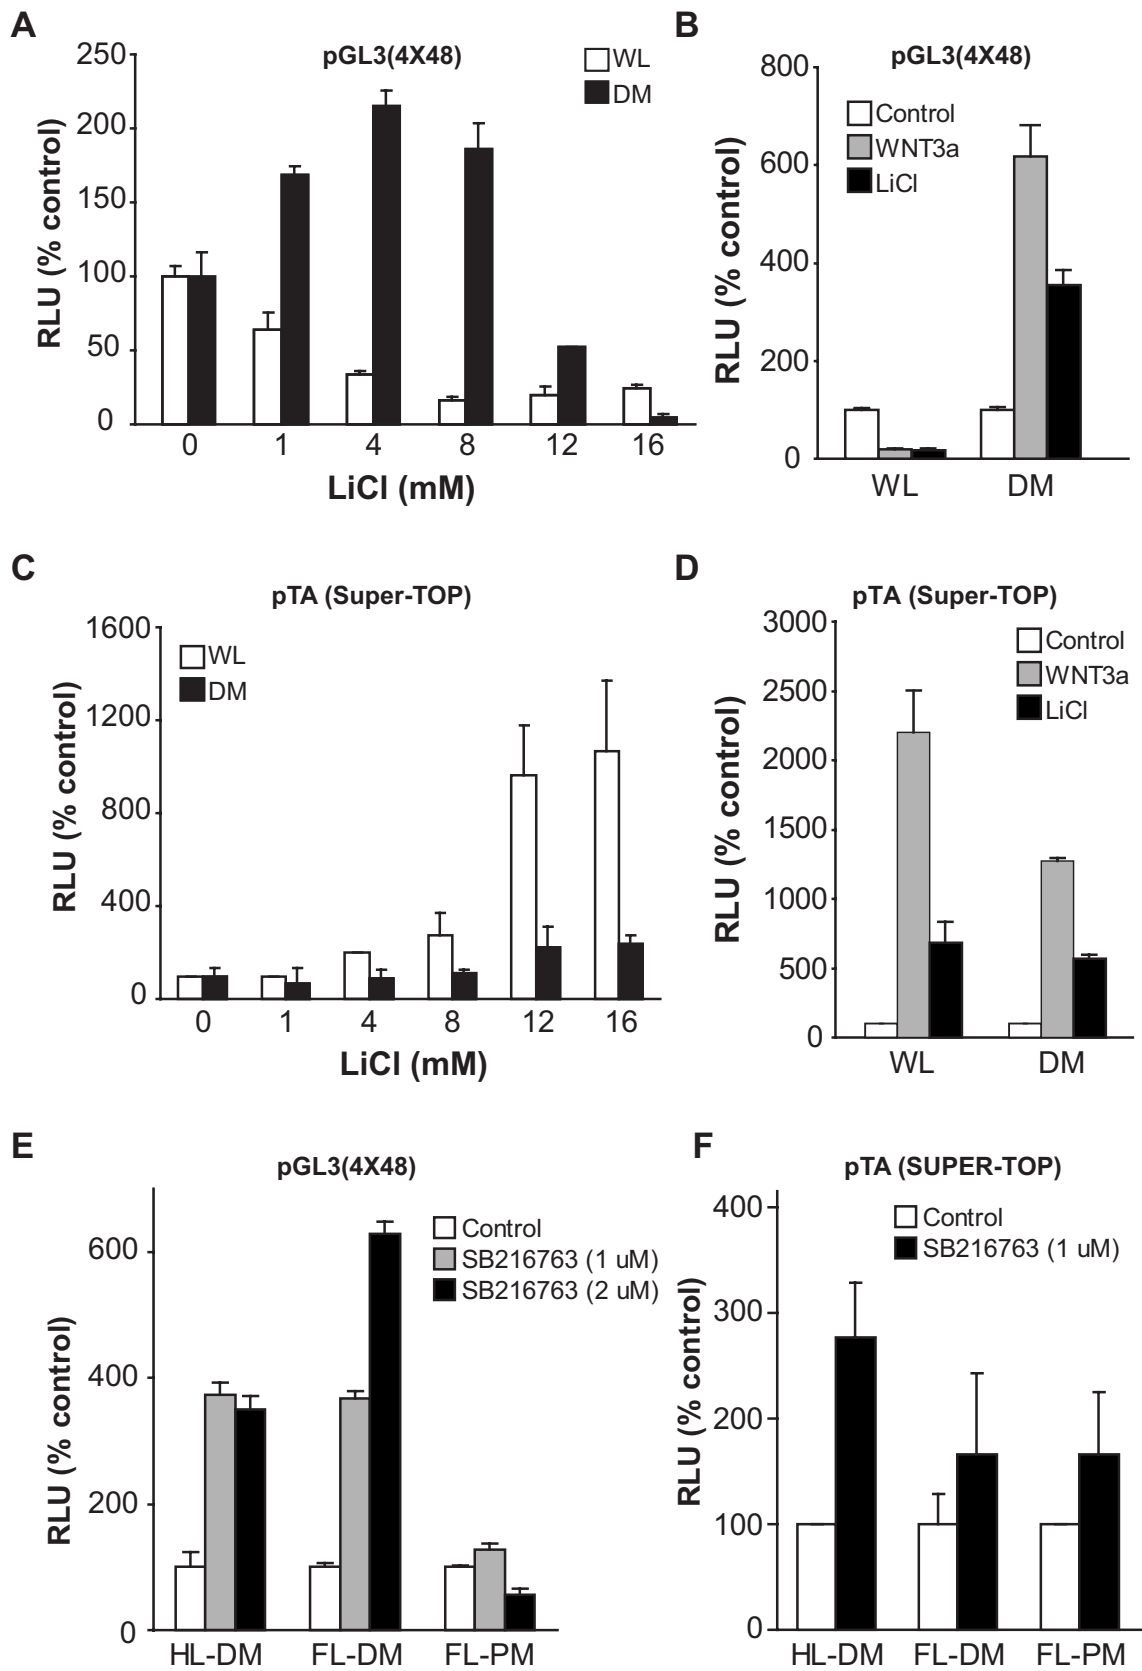 A
pGL3(4X48)
WL
DM
RLU (% control)
250
200
150
100
50
0
0 1 4 8 12 16
LiCl (mM)
B
pGL3(4X48)
Control
WNT3a
LiCl
RLU (% control)
800
600
400
200
0
WL DM
C
pTA (Super-TOP)
WL
DM
RLU (% control)
1600
1200
800
400
0
0 1 4 8 12 16
LiCl (mM)
D
pTA (Super-TOP)
Control
WNT3a
LiCl
RLU (% control)
3000
2500
2000
1500
1000
500
0
WL DM
E
pGL3(4X48)
Control
SB216763 (1 uM)
SB216763 (2 uM)
RLU (% control)
600
400
200
0
HL-DM FL-DM FL-PM
F
pTA (SUPER-TOP)
Control
SB216763 (1 uM)
RLU (% control)
400
300
200
100
0
HL-DM FL-DM FL-PM